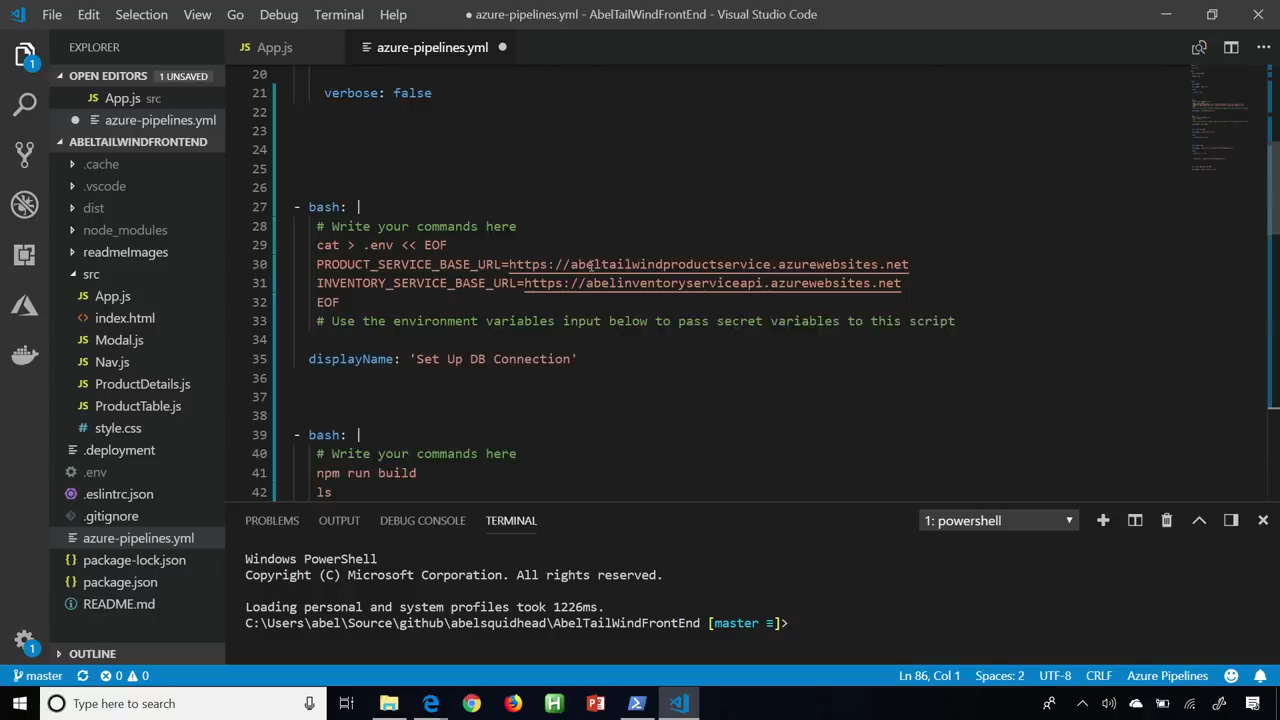 File Edit Selection View Go Debug Terminal Help
● azure-pipelines.yml - AbelTailWindFrontEnd - Visual Studio Code
EXPLORER
JS App.js
azure-pipelines.yml ●
OPEN EDITORS 1 UNSAVED
JS App.js src
● azure-pipelines.yml
ABELTAILWINDFRONTEND
.cache
.vscode
dist
node_modules
readmeImages
src
JS App.js
<> index.html
JS Modal.js
JS Nav.js
JS ProductDetails.js
JS ProductTable.js
# style.css
.deployment
.env
.eslintrc.json
.gitignore
azure-pipelines.yml
{} package-lock.json
{} package.json
README.md
OUTLINE
20
21 verbose: false
22
23
24
25
26
27 - bash: |
28 # Write your commands here
29 cat > .env << EOF
30 PRODUCT_SERVICE_BASE_URL=https://abeltailwindproductservice.azurewebsites.net
31 INVENTORY_SERVICE_BASE_URL=https://abelinventoryserviceapi.azurewebsites.net
32 EOF
33 # Use the environment variables input below to pass secret variables to this script
34
35 displayName: 'Set Up DB Connection'
36
37
38
39 - bash: |
40 # Write your commands here
41 npm run build
42 ls
PROBLEMS OUTPUT DEBUG CONSOLE TERMINAL
1: powershell
Windows PowerShell
Copyright (C) Microsoft Corporation. All rights reserved.
Loading personal and system profiles took 1226ms.
C:\Users\abel\Source\github\abelsquidhead\AbelTailWindFrontEnd [master ≡]>
1
1
master 0 0
Ln 86, Col 1 Spaces: 2 UTF-8 CRLF Azure Pipelines
Type here to search